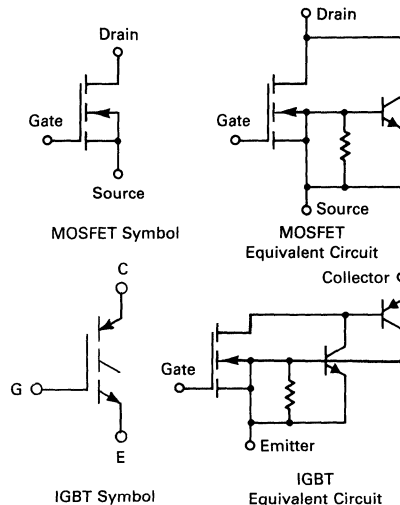 Drain
Drain
Gate
Gate
Source
Source
MOSFET Symbol
MOSFET
Equivalent Circuit
C
Collector
G
Gate
E
Emitter
IGBT Symbol
IGBT
Equivalent Circuit